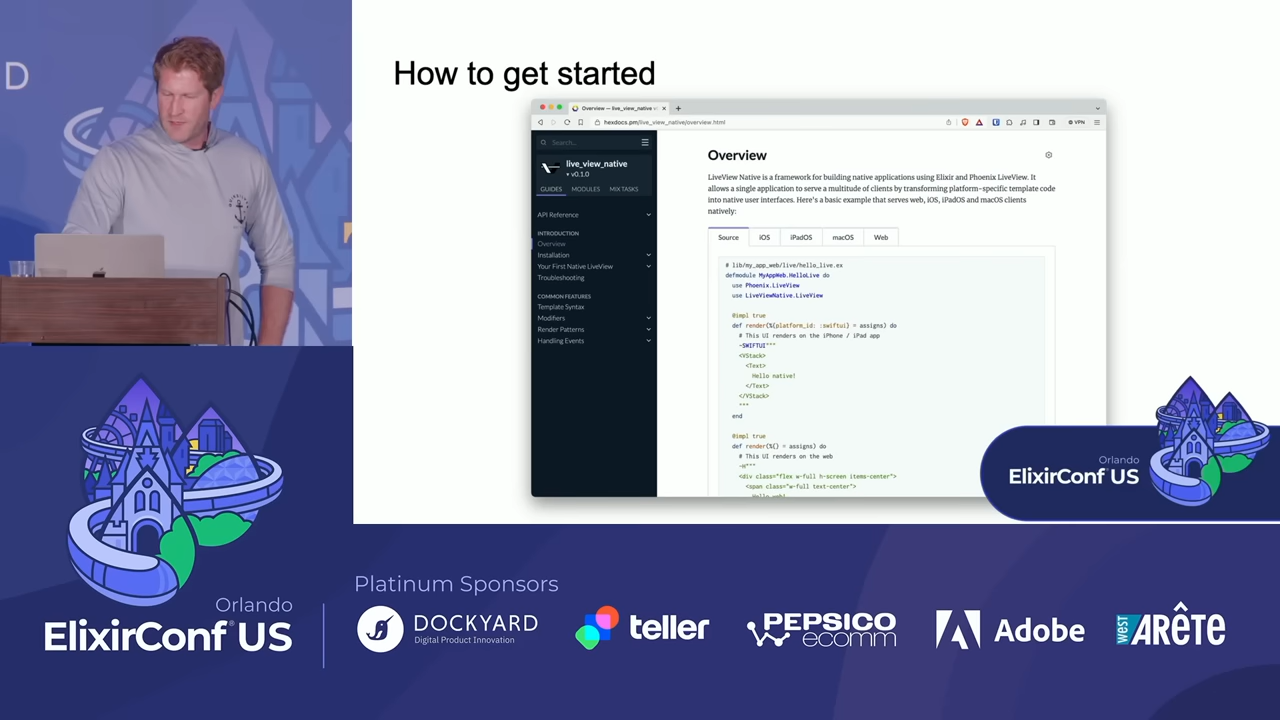 D
How to get started
Overview — live_view_native v
hexdocs.pm/live_view_native/overview.html
VPN
Search...
live_view_native
v0.1.0
GUIDES MODULES MIX TASKS
API Reference
INTRODUCTION
Overview
Installation
Your First Native LiveView
Troubleshooting
COMMON FEATURES
Template Syntax
Modifiers
Render Patterns
Handling Events
Overview
LiveView Native is a framework for building native applications using Elixir and Phoenix LiveView. It
allows a single application to serve a multitude of clients by transforming platform-specific template code
into native user interfaces. Here's a basic example that serves web, iOS, iPadOS and macOS clients
natively:
Source iOS iPadOS macOS Web
# lib/my_app_web/live/hello_live.ex
defmodule MyAppWeb.HelloLive do
use Phoenix.LiveView
use LiveViewNative.LiveView
@impl true
def render(%{platform_id: :swiftui} = assigns) do
# This UI renders on the iPhone / iPad app
~SWIFTUI"""
<VStack>
<Text>
Hello native!
</Text>
</VStack>
"""
end
@impl true
def render(%{} = assigns) do
# This UI renders on the web
~H"""
<div class="flex w-full h-screen items-center">
<span class="w-full text-center">
Hello web!
Orlando
ElixirConf US
Orlando
ElixirConf® US
Platinum Sponsors
DOCKYARD
Digital Product Innovation
teller
PEPSICO
ecomm
Adobe
west ARÊTE